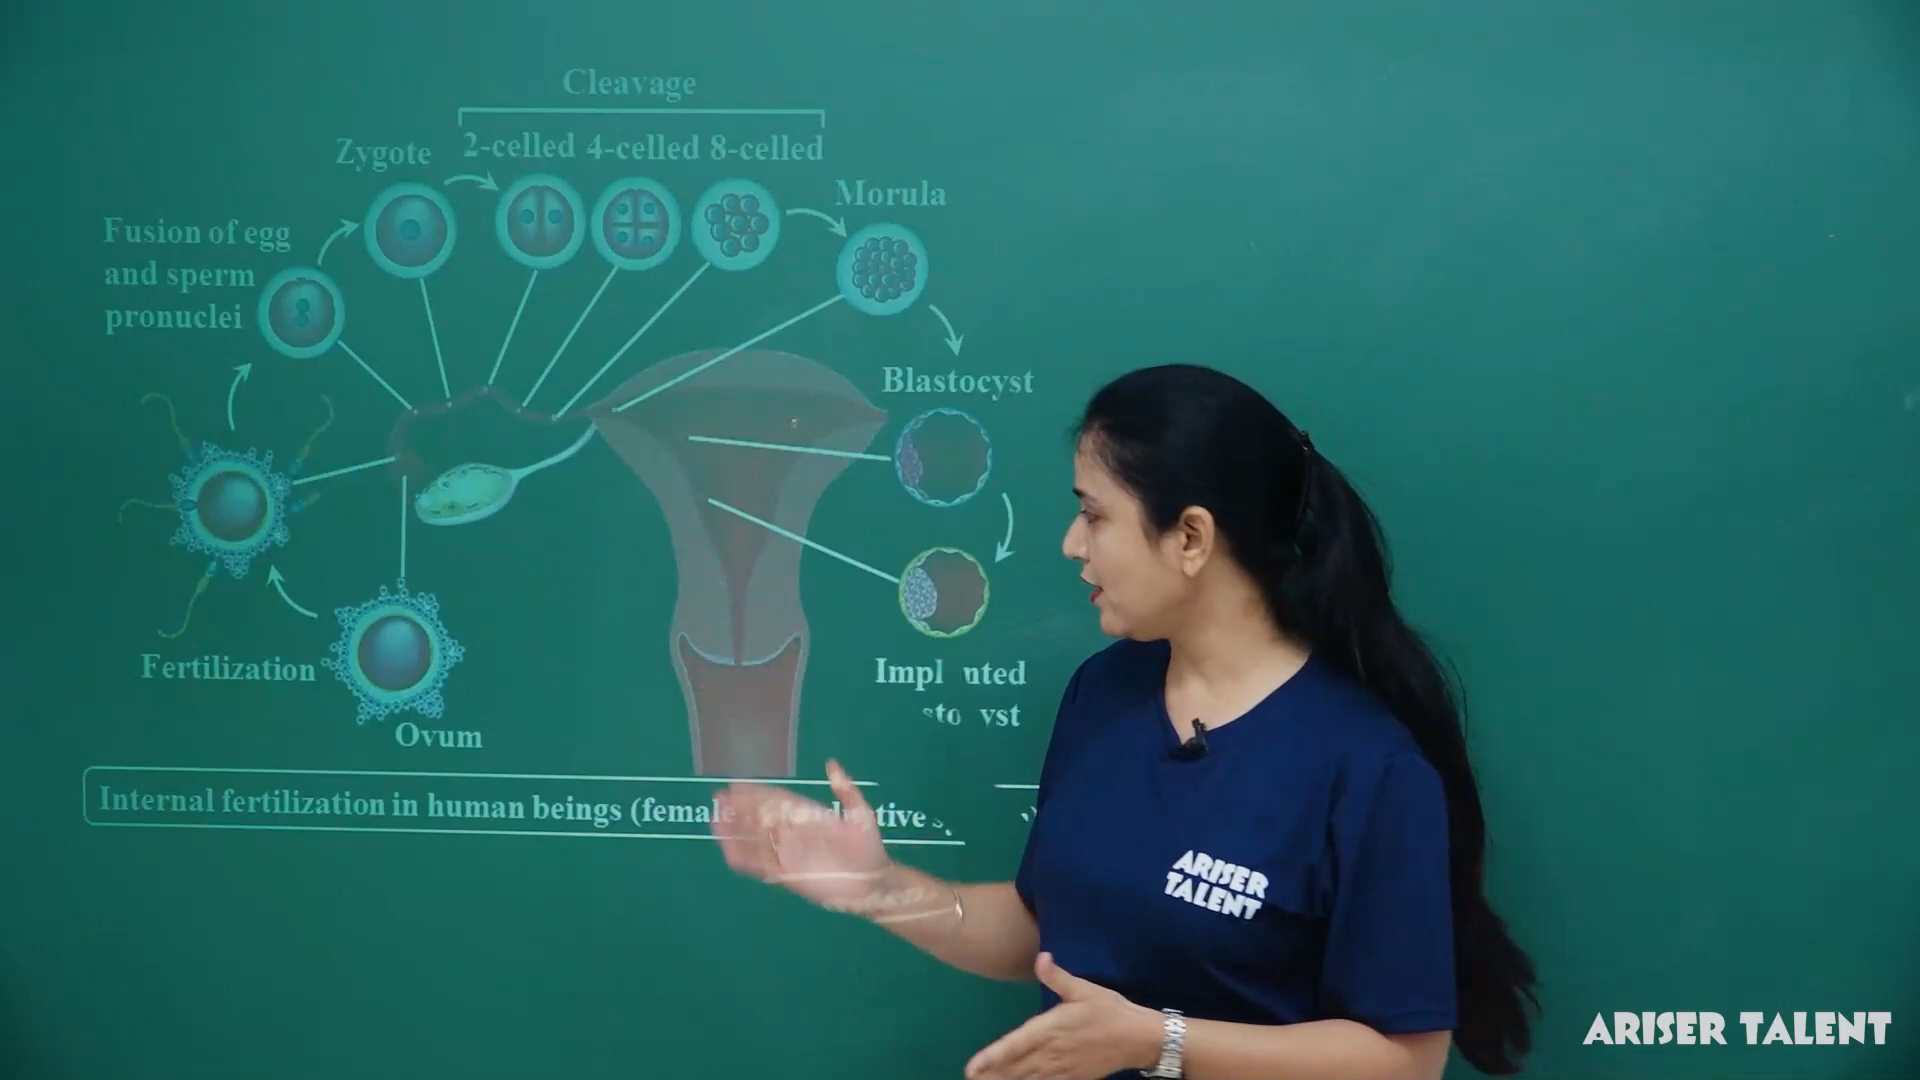 Cleavage
Zygote
2-celled 4-celled 8-celled
Morula
Fusion of egg
and sperm
pronuclei
Blastocyst
Fertilization
Ovum
Internal fertilization in human beings
ARISER
TALENT
ARISER TALENT